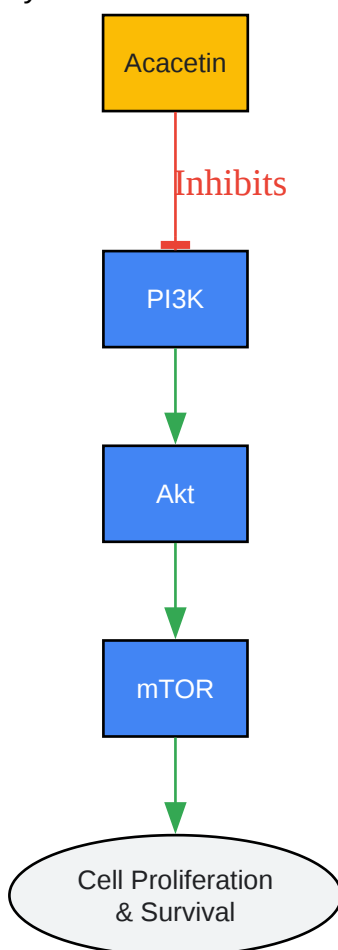 Acacetin
Inhibits
PI3K
Akt
mTOR
Cell Proliferation
& Survival